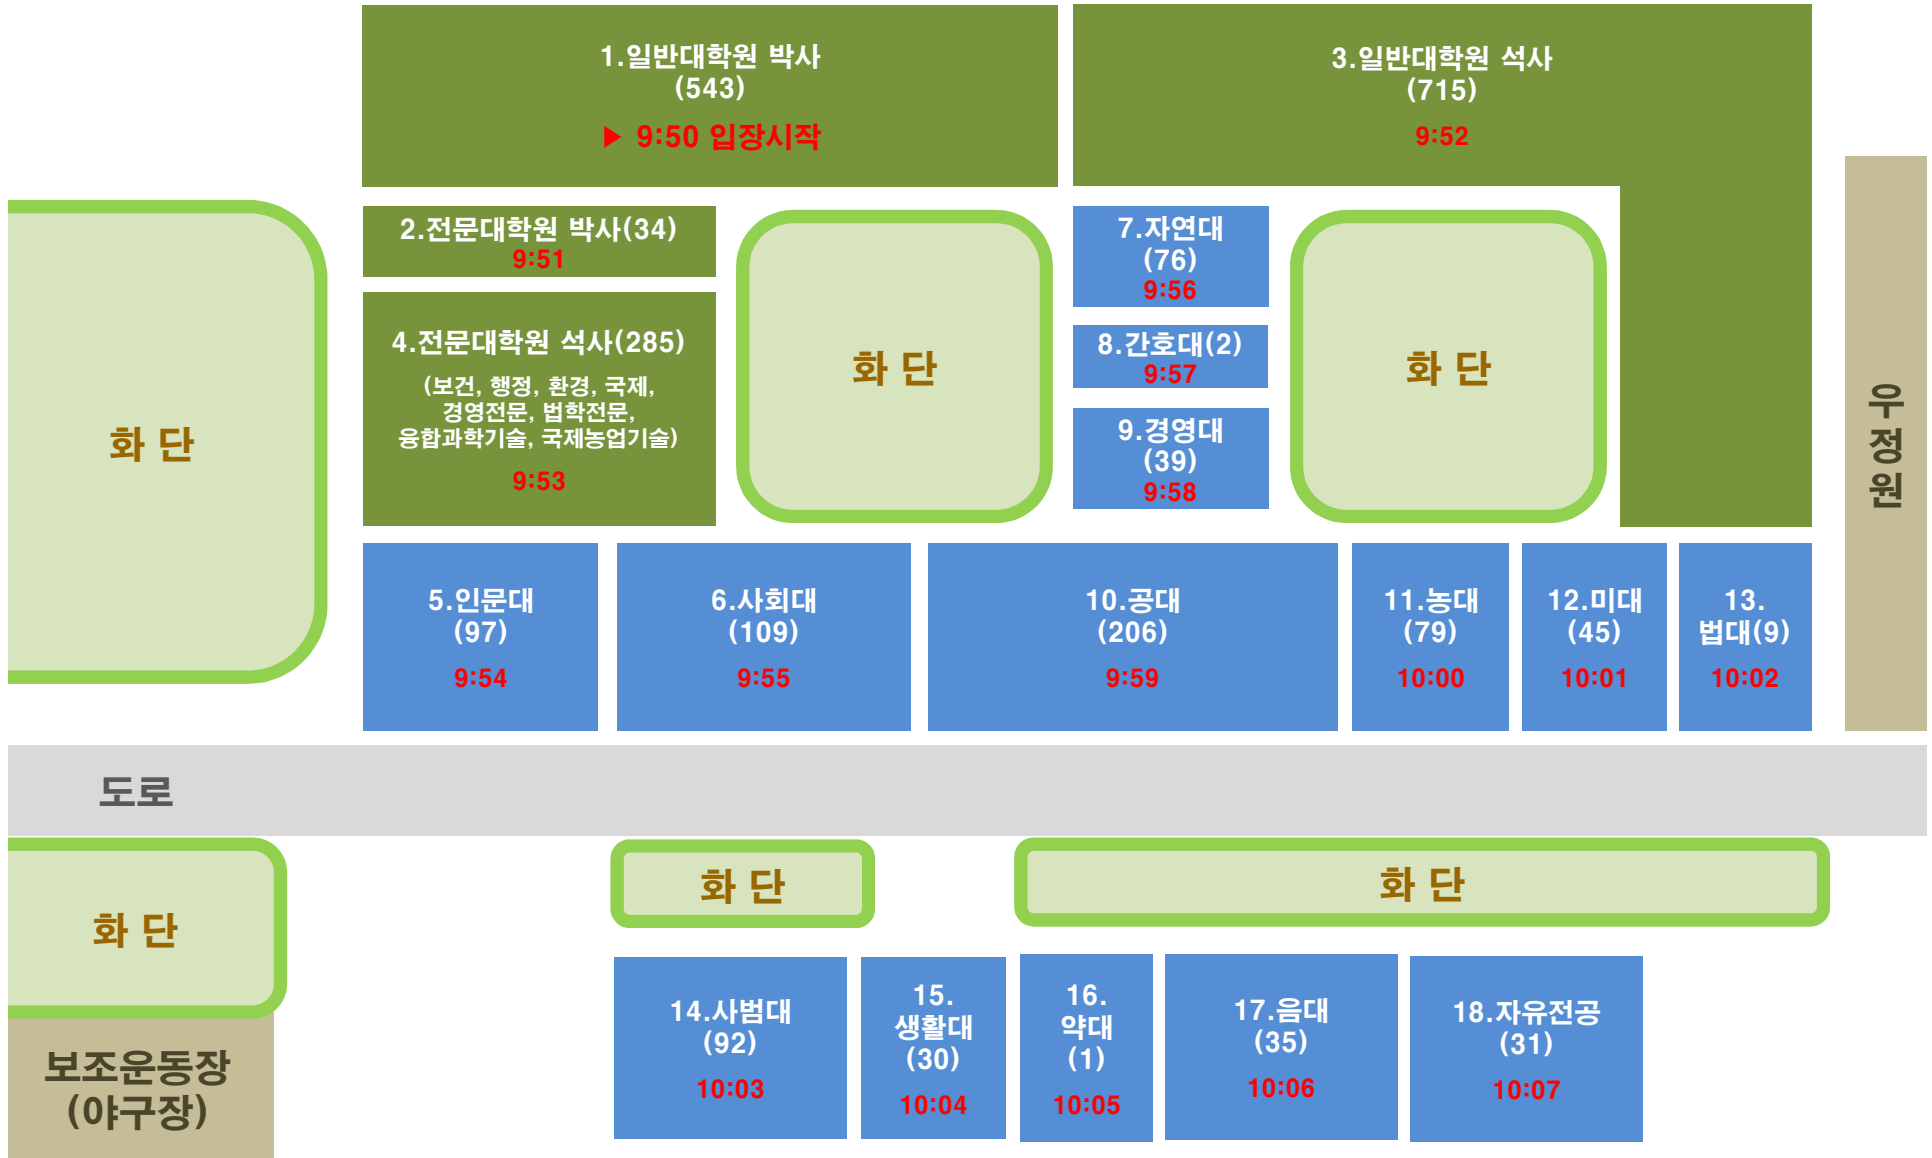 1.일반대학원 박사
(543)
▶ 9:50 입장시작
3.일반대학원 석사
(715)
9:52
2.전문대학원 박사(34)
9:51
4.전문대학원 석사(285)
(보건, 행정, 환경, 국제,
경영전문, 법학전문,
융합과학기술, 국제농업기술)
9:53
화 단
화 단
7.자연대
(76)
9:56
8.간호대(2)
9:57
9.경영대
(39)
9:58
화 단
우
정
원
5.인문대
(97)
9:54
6.사회대
(109)
9:55
10.공대
(206)
9:59
11.농대
(79)
10:00
12.미대
(45)
10:01
13.
법대(9)
10:02
도로
화 단
화 단
화 단
보조운동장
(야구장)
14.사범대
(92)
10:03
15.
생활대
(30)
10:04
16.
약대
(1)
10:05
17.음대
(35)
10:06
18.자유전공
(31)
10:07